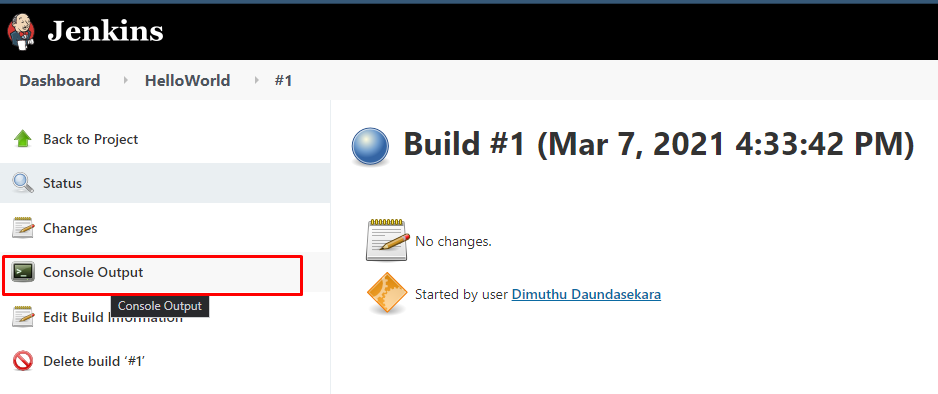 Jenkins
Dashboard HelloWorld #1
Back to Project
Status
Changes
Console Output
Console Output
Edit Build Information
Delete build ‘#1’
Build #1 (Mar 7, 2021 4:33:42 PM)
No changes.
Started by user Dimuthu Daundasekara